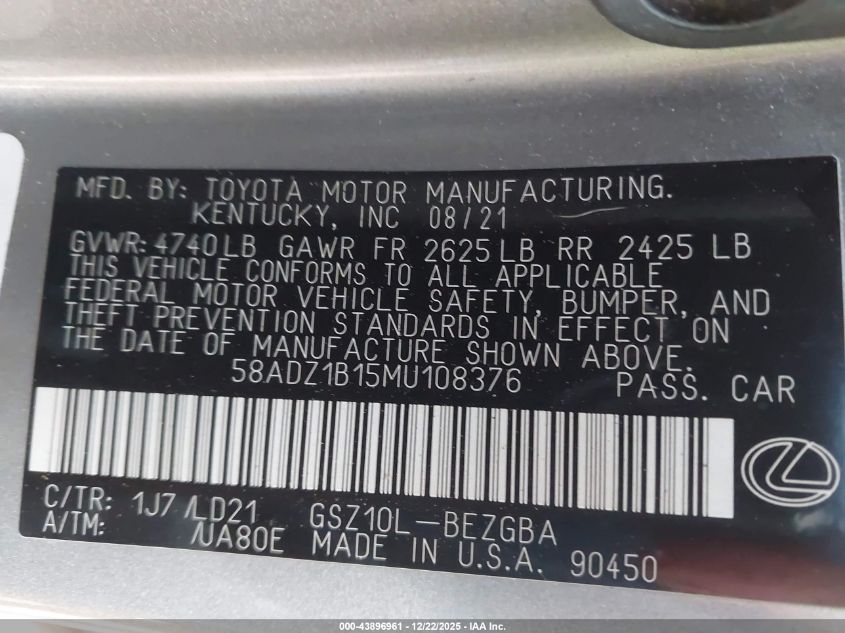 MFD. BY: TOYOTA MOTOR MANUFACTURING.
KENTUCKY, INC 08/21
GVWR: 4740LB GAWR FR 2625LB RR 2425 LB
THIS VEHICLE CONFORMS TO ALL APPLICABLE
FEDERAL MOTOR VEHICLE SAFETY, BUMPER, AND
THEFT PREVENTION STANDARDS IN EFFECT ON
THE DATE OF MANUFACTURE SHOWN ABOVE.
58ADZ1B15MU108376 PASS. CAR
C/TR: 1J7 /LD21 GSZ10L-BEZGBA
A/TM: /UA80E MADE IN U.S.A. 90450
000-43896961 | 12/22/2025 - IAA Inc.